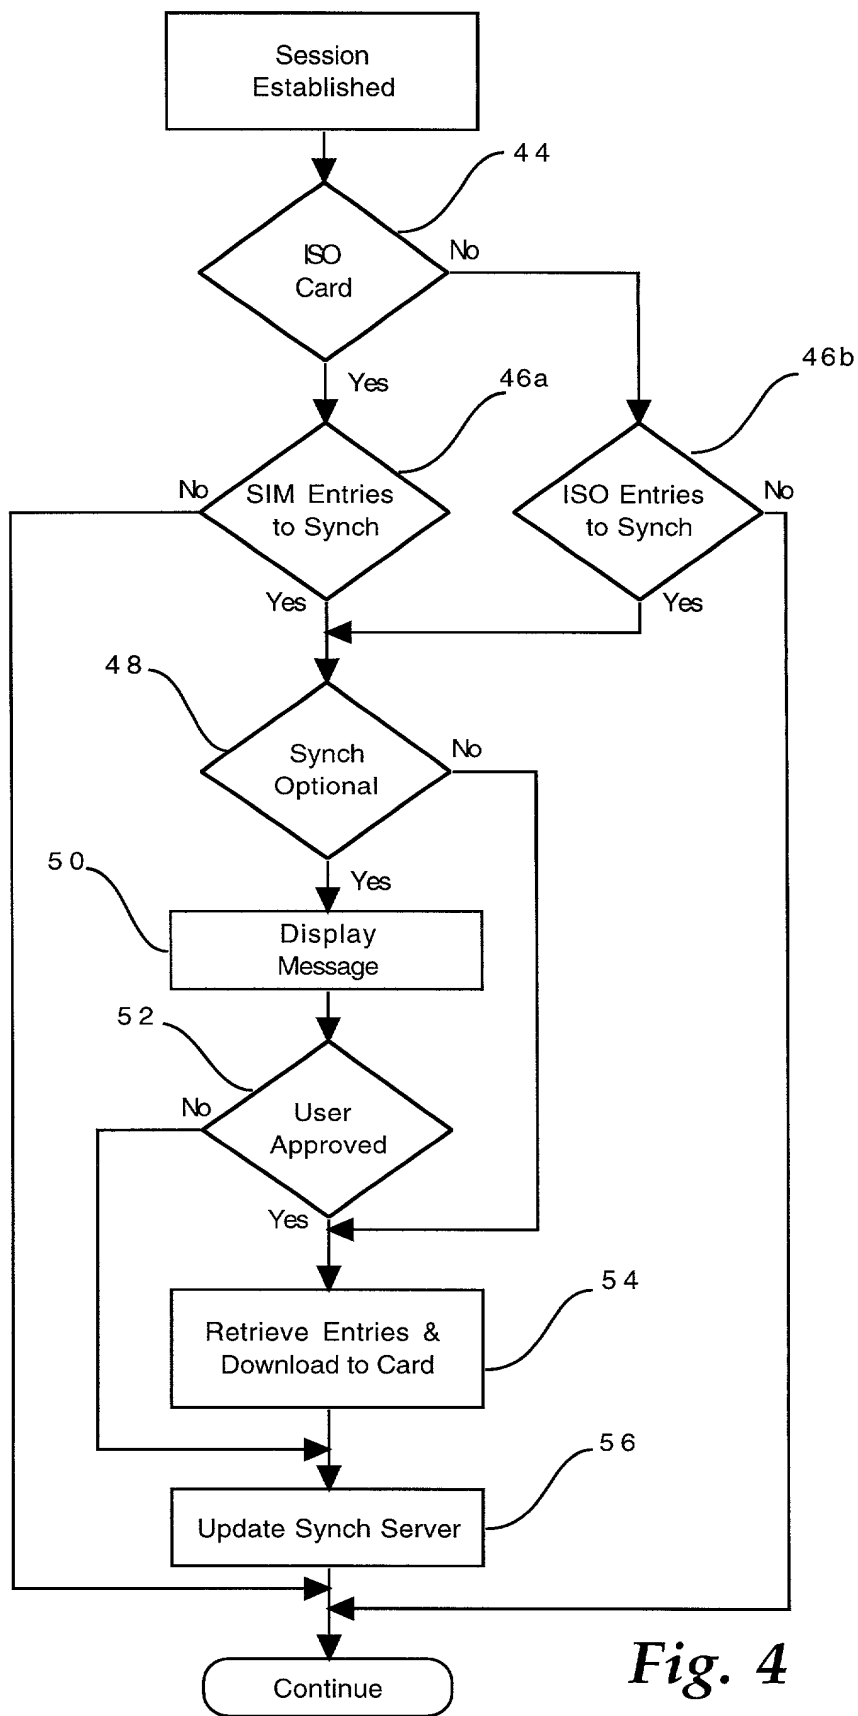 Session
Established
44
ISO
Card
No
Yes
46a
46b
No
SIM Entries
to Synch
ISO Entries
to Synch
No
Yes
Yes
48
Synch
Optional
No
50
Yes
Display
Message
52
No
User
Approved
Yes
54
Retrieve Entries &
Download to Card
56
Update Synch Server
Continue
Fig. 4